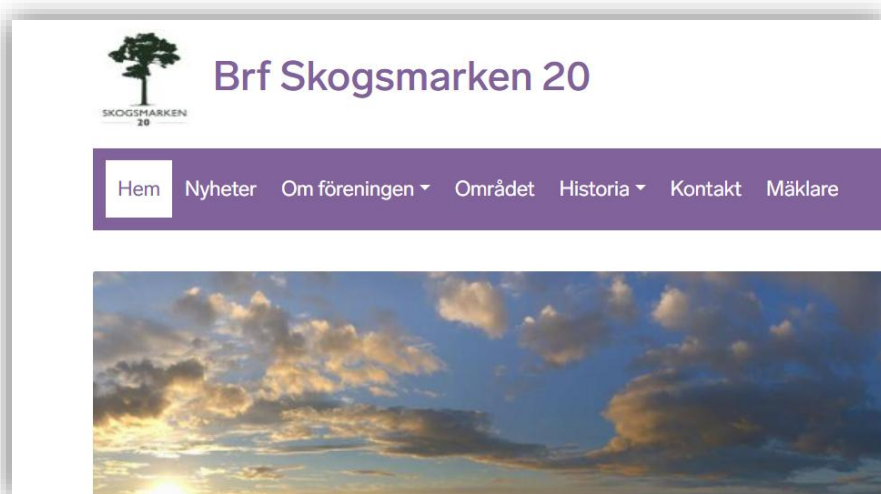 Brf Skogsmarken 20
SKOGSMARKEN
20
Hem Nyheter Om föreningen Området Historia Kontakt Mäklare